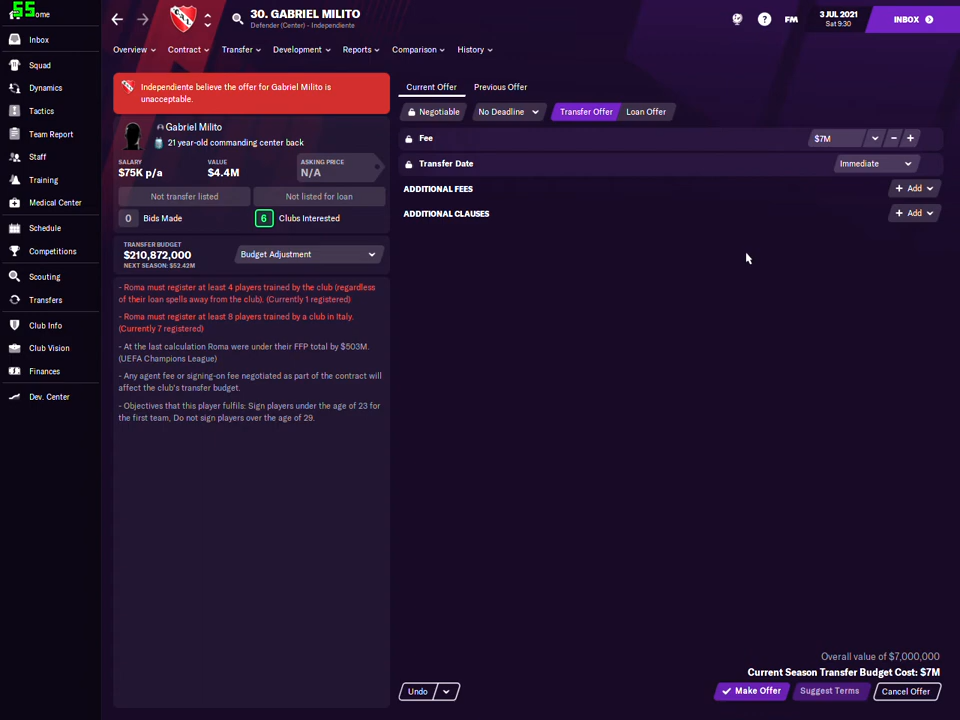 55
ome
30. GABRIEL MILITO
Defender (Center) - Independiente
FM
3 JUL 2021
Sat 9:30
INBOX
Inbox
Squad
Dynamics
Tactics
Team Report
Staff
Training
Medical Center
Schedule
Competitions
Scouting
Transfers
Club Info
Club Vision
Finances
Dev. Center
Overview
Contract
Transfer
Development
Reports
Comparison
History
Independiente believe the offer for Gabriel Milito is
unacceptable.
Gabriel Milito
21 year-old commanding center back
SALARY
$75K p/a
VALUE
$4.4M
ASKING PRICE
N/A
Not transfer listed
Not listed for loan
0 Bids Made
6 Clubs Interested
TRANSFER BUDGET
$210,872,000
NEXT SEASON: $52.42M
Budget Adjustment
- Roma must register at least 4 players trained by the club (regardless
of their loan spells away from the club). (Currently 1 registered)
- Roma must register at least 8 players trained by a club in Italy.
(Currently 7 registered)
- At the last calculation Roma were under their FFP total by $503M.
(UEFA Champions League)
- Any agent fee or signing-on fee negotiated as part of the contract will
affect the club's transfer budget.
- Objectives that this player fulfils: Sign players under the age of 23 for
the first team, Do not sign players over the age of 29.
Current Offer
Previous Offer
Negotiable
No Deadline
Transfer Offer
Loan Offer
Fee
$7M
Transfer Date
Immediate
ADDITIONAL FEES
+ Add
ADDITIONAL CLAUSES
+ Add
Overall value of $7,000,000
Current Season Transfer Budget Cost: $7M
Undo
Make Offer
Suggest Terms
Cancel Offer